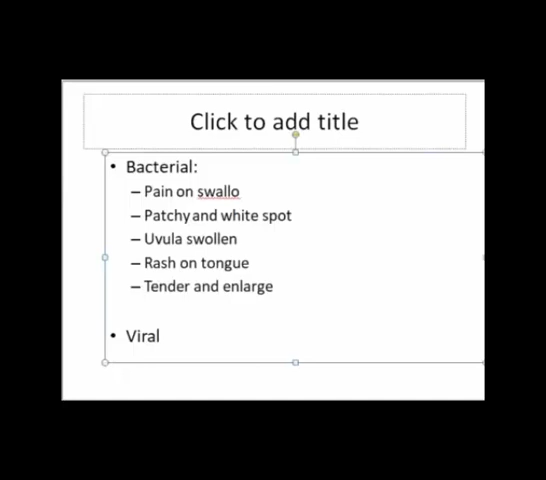 Click to add title
• Bacterial:
– Pain on swallo
– Patchy and white spot
– Uvula swollen
– Rash on tongue
– Tender and enlarge
• Viral